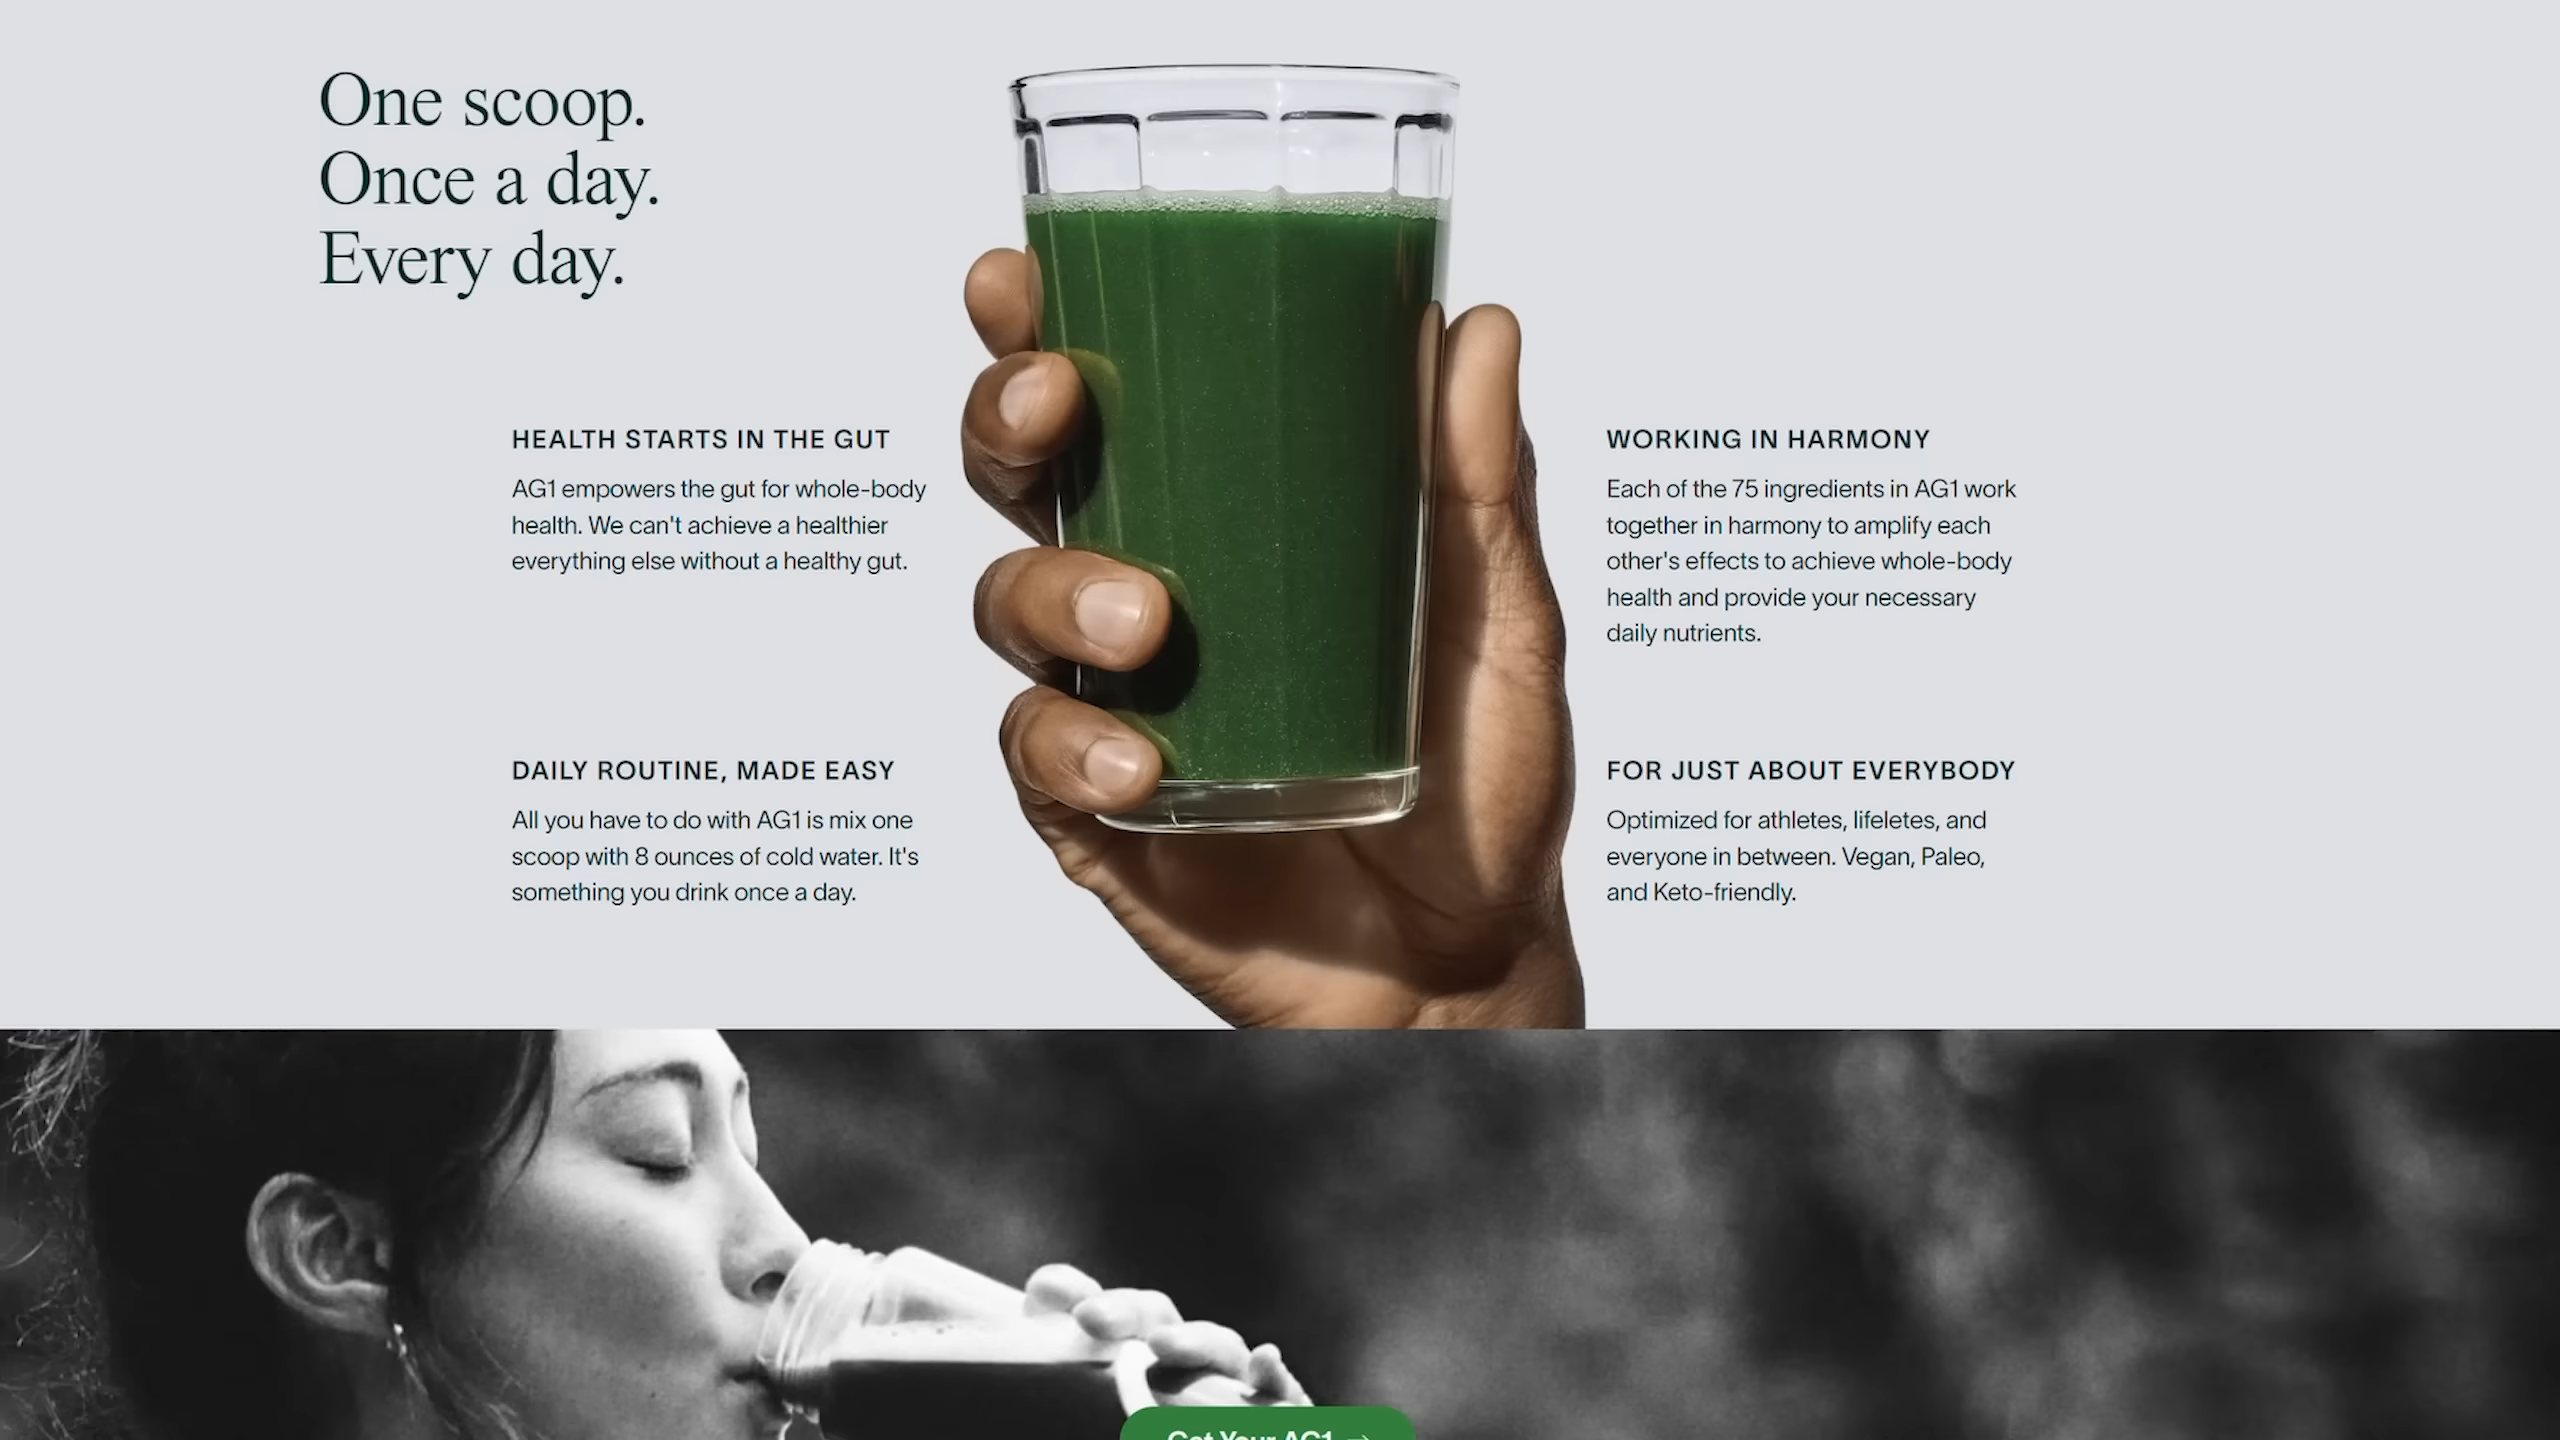 One scoop.
Once a day.
Every day.
HEALTH STARTS IN THE GUT
AG1 empowers the gut for whole-body
health. We can't achieve a healthier
everything else without a healthy gut.
DAILY ROUTINE, MADE EASY
All you have to do with AG1 is mix one
scoop with 8 ounces of cold water. It's
something you drink once a day.
WORKING IN HARMONY
Each of the 75 ingredients in AG1 work
together in harmony to amplify each
other's effects to achieve whole-body
health and provide your necessary
daily nutrients.
FOR JUST ABOUT EVERYBODY
Optimized for athletes, lifeletes, and
everyone in between. Vegan, Paleo,
and Keto-friendly.
Get Your AG1 →